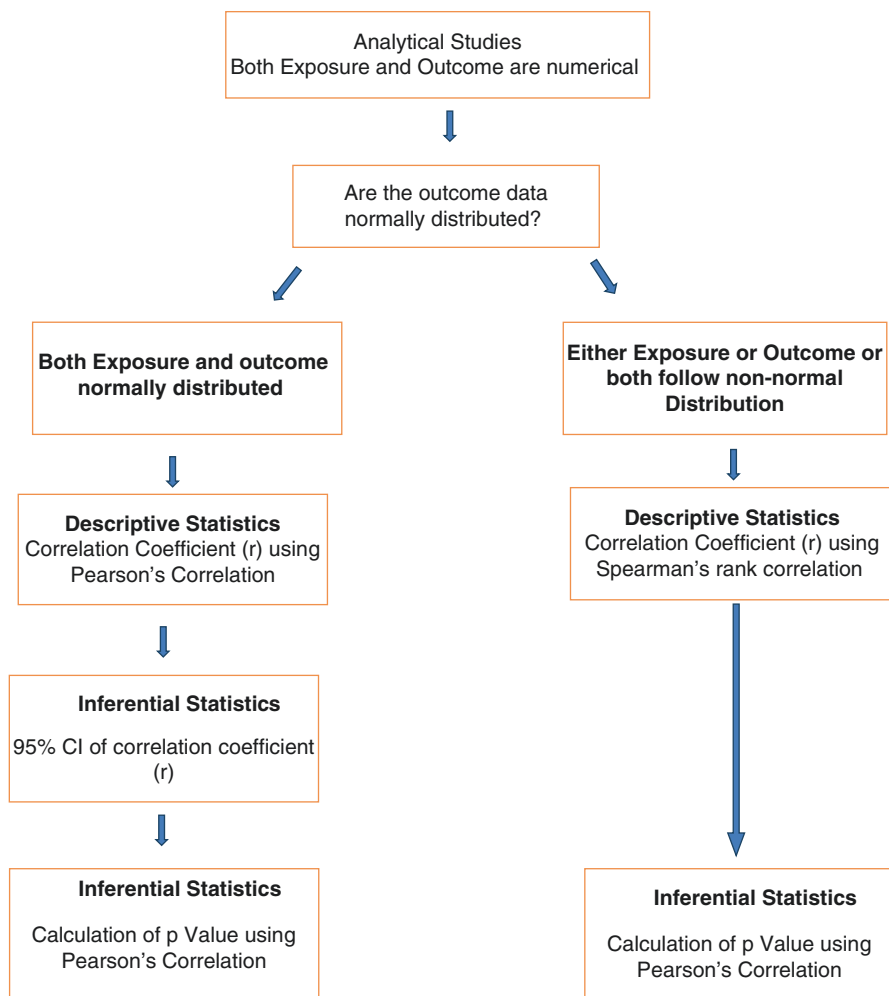 Analytical Studies
Both Exposure and Outcome are numerical
Are the outcome data
normally distributed?
Both Exposure and outcome
normally distributed
Either Exposure or Outcome or
both follow non-normal
Distribution
Descriptive Statistics
Correlation Coefficient (r) using
Pearson's Correlation
Descriptive Statistics
Correlation Coefficient (r) using
Spearman's rank correlation
Inferential Statistics
95% CI of correlation coefficient
(r)
Inferential Statistics
Calculation of p Value using
Pearson's Correlation
Inferential Statistics
Calculation of p Value using
Pearson's Correlation